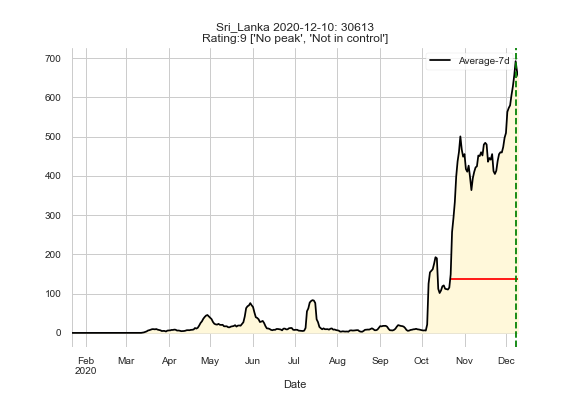 Sri_Lanka 2020-12-10: 30613
Rating:9 ['No peak', 'Not in control']
Average-7d
700
600
500
400
300
200
100
0
Feb Mar Apr May Jun Jul Aug Sep Oct Nov Dec
2020
Date